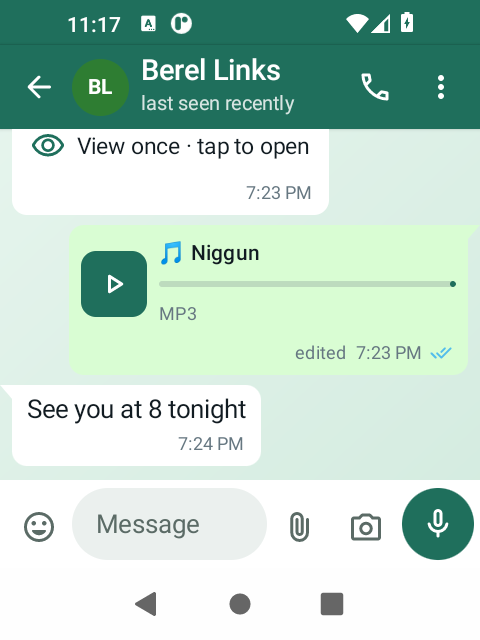 11:17
BL
Berel Links
last seen recently
View once · tap to open
7:23 PM
🎵 Niggun
MP3
edited 7:23 PM
See you at 8 tonight
7:24 PM
Message